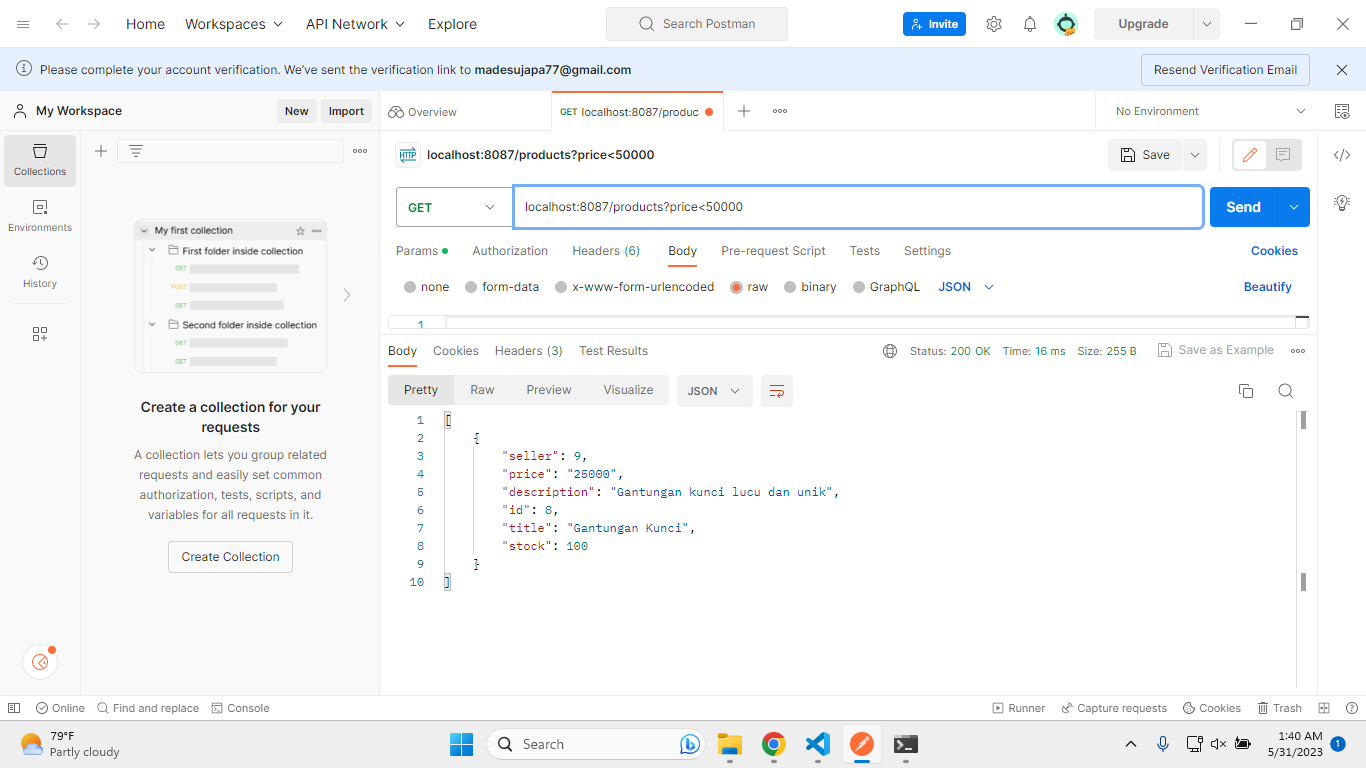 Home
Workspaces
API Network
Explore
Search Postman
Invite
Upgrade
Please complete your account verification. We've sent the verification link to madesujapa77@gmail.com
Resend Verification Email
My Workspace
New
Import
Overview
GET localhost:8087/produc
No Environment
Collections
Environments
History
My first collection
First folder inside collection
GET
POST
GET
Second folder inside collection
GET
GET
Create a collection for your
requests
A collection lets you group related
requests and easily set common
authorization, tests, scripts, and
variables for all requests in it.
Create Collection
HTTP localhost:8087/products?price<50000
Save
GET
localhost:8087/products?price<50000
Send
Params
Authorization
Headers (6)
Body
Pre-request Script
Tests
Settings
Cookies
none
form-data
x-www-form-urlencoded
raw
binary
GraphQL
JSON
Beautify
1
Body
Cookies
Headers (3)
Test Results
Status: 200 OK
Time: 16 ms
Size: 255 B
Save as Example
Pretty
Raw
Preview
Visualize
JSON
1 [
2 {
3 "seller": 9,
4 "price": "25000",
5 "description": "Gantungan kunci lucu dan unik",
6 "id": 8,
7 "title": "Gantungan Kunci",
8 "stock": 100
9 }
10 ]
Online
Find and replace
Console
Runner
Capture requests
Cookies
Trash
79°F
Partly cloudy
Search
1:40 AM
5/31/2023
1